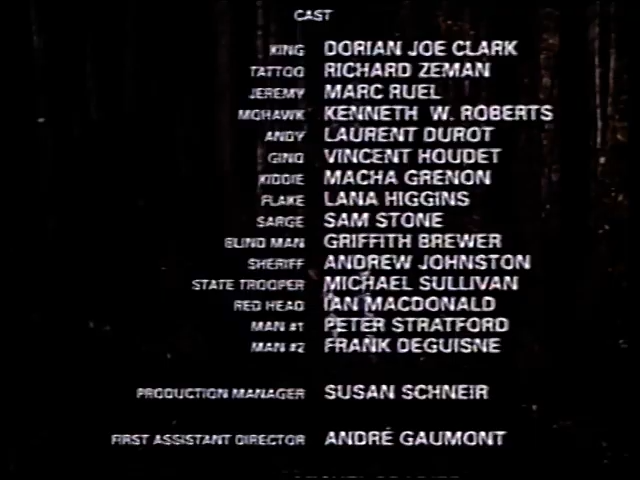 CAST
KING DORIAN JOE CLARK
TATTOO RICHARD ZEMAN
JEREMY MARC RUEL
MOHAWK KENNETH W. ROBERTS
ANDY LAURENT DUROT
GINO VINCENT HOUDET
KIDDIE MACHA GRENON
FLAKE LANA HIGGINS
SARGE SAM STONE
BLIND MAN GRIFFITH BREWER
SHERIFF ANDREW JOHNSTON
STATE TROOPER MICHAEL SULLIVAN
RED HEAD IAN MACDONALD
MAN #1 PETER STRATFORD
MAN #2 FRANK DEGUISNE
PRODUCTION MANAGER SUSAN SCHNEIR
FIRST ASSISTANT DIRECTOR ANDRÉ GAUMONT